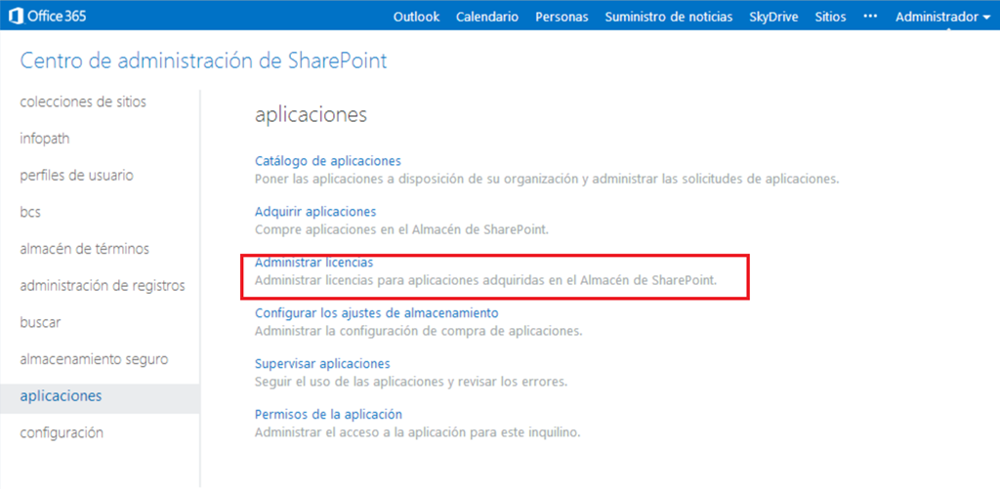 Office 365 Outlook Calendario Personas Suministro de noticias SkyDrive Sitios ••• Administrador
Centro de administración de SharePoint
colecciones de sitios
infopath
perfiles de usuario
bcs
almacén de términos
administración de registros
buscar
almacenamiento seguro
aplicaciones
configuración
aplicaciones
Catálogo de aplicaciones
Poner las aplicaciones a disposición de su organización y administrar las solicitudes de aplicaciones.
Adquirir aplicaciones
Compre aplicaciones en el Almacén de SharePoint.
Administrar licencias
Administrar licencias para aplicaciones adquiridas en el Almacén de SharePoint.
Configurar los ajustes de almacenamiento
Administrar la configuración de compra de aplicaciones.
Supervisar aplicaciones
Seguir el uso de las aplicaciones y revisar los errores.
Permisos de la aplicación
Administrar el acceso a la aplicación para este inquilino.